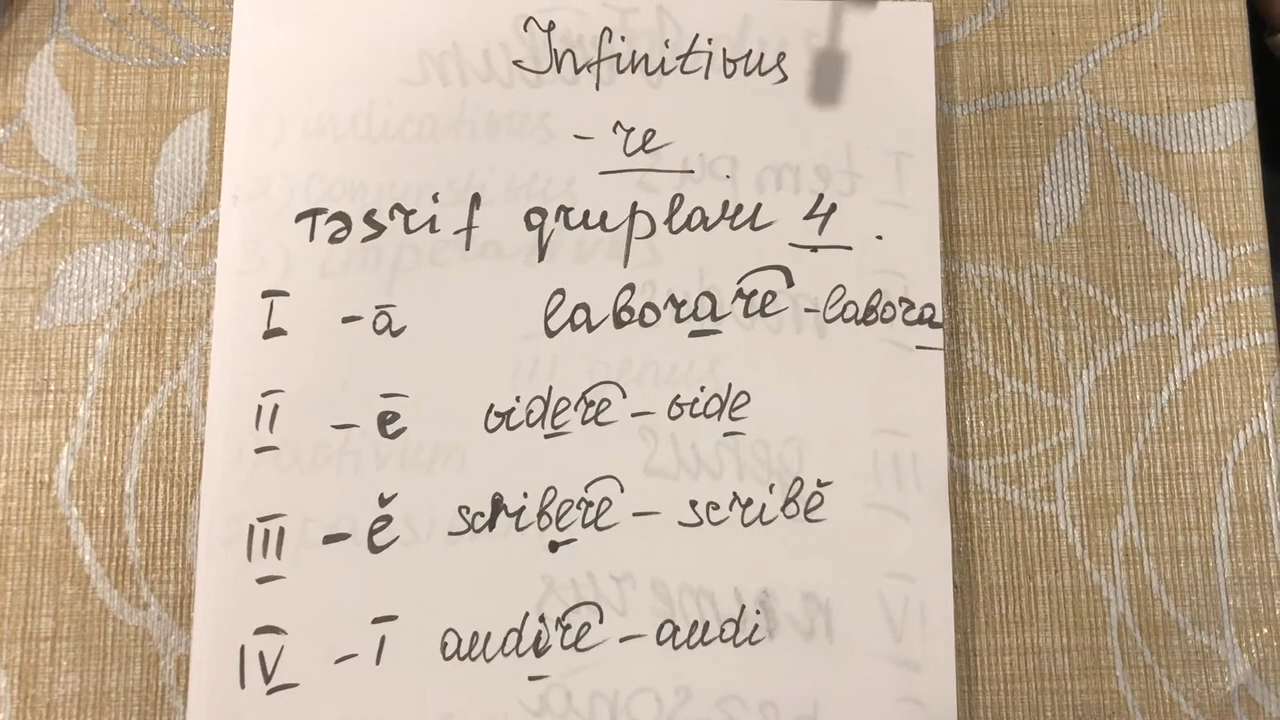 Infinitivus
- re
Təsrif qrupları 4.
I - ā laborare - labora
II - ē videre - vide
III - ĕ scribere - scribĕ
IV - ī audire - audi